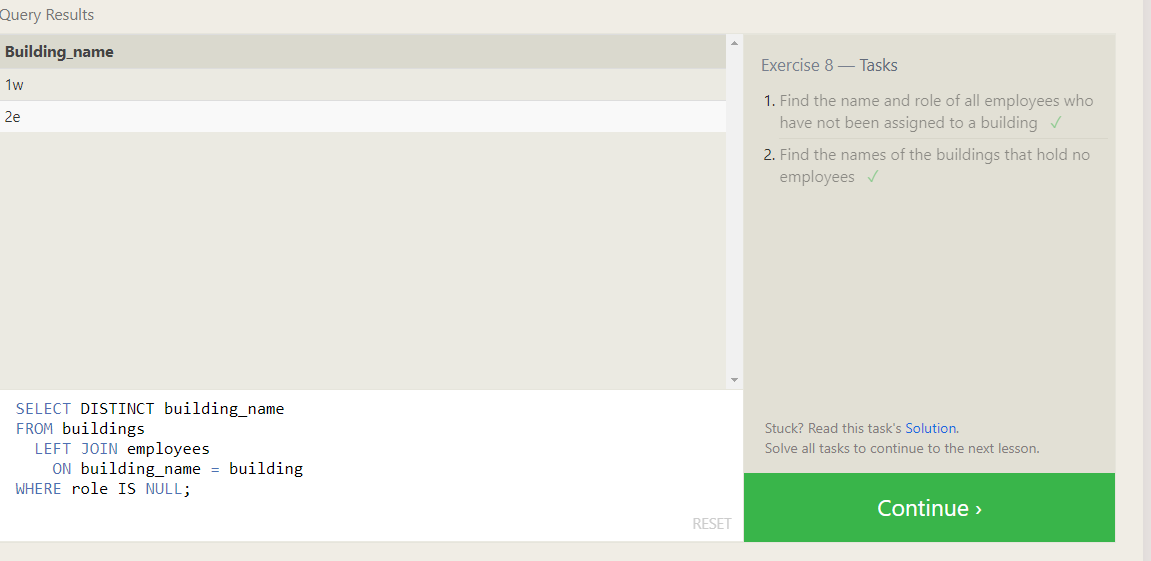 Query Results
Building_name
1w
2e
SELECT DISTINCT building_name
FROM buildings
LEFT JOIN employees
ON building_name = building
WHERE role IS NULL;
RESET
Exercise 8 — Tasks
1. Find the name and role of all employees who
have not been assigned to a building ✓
2. Find the names of the buildings that hold no
employees ✓
Stuck? Read this task's Solution.
Solve all tasks to continue to the next lesson.
Continue ›